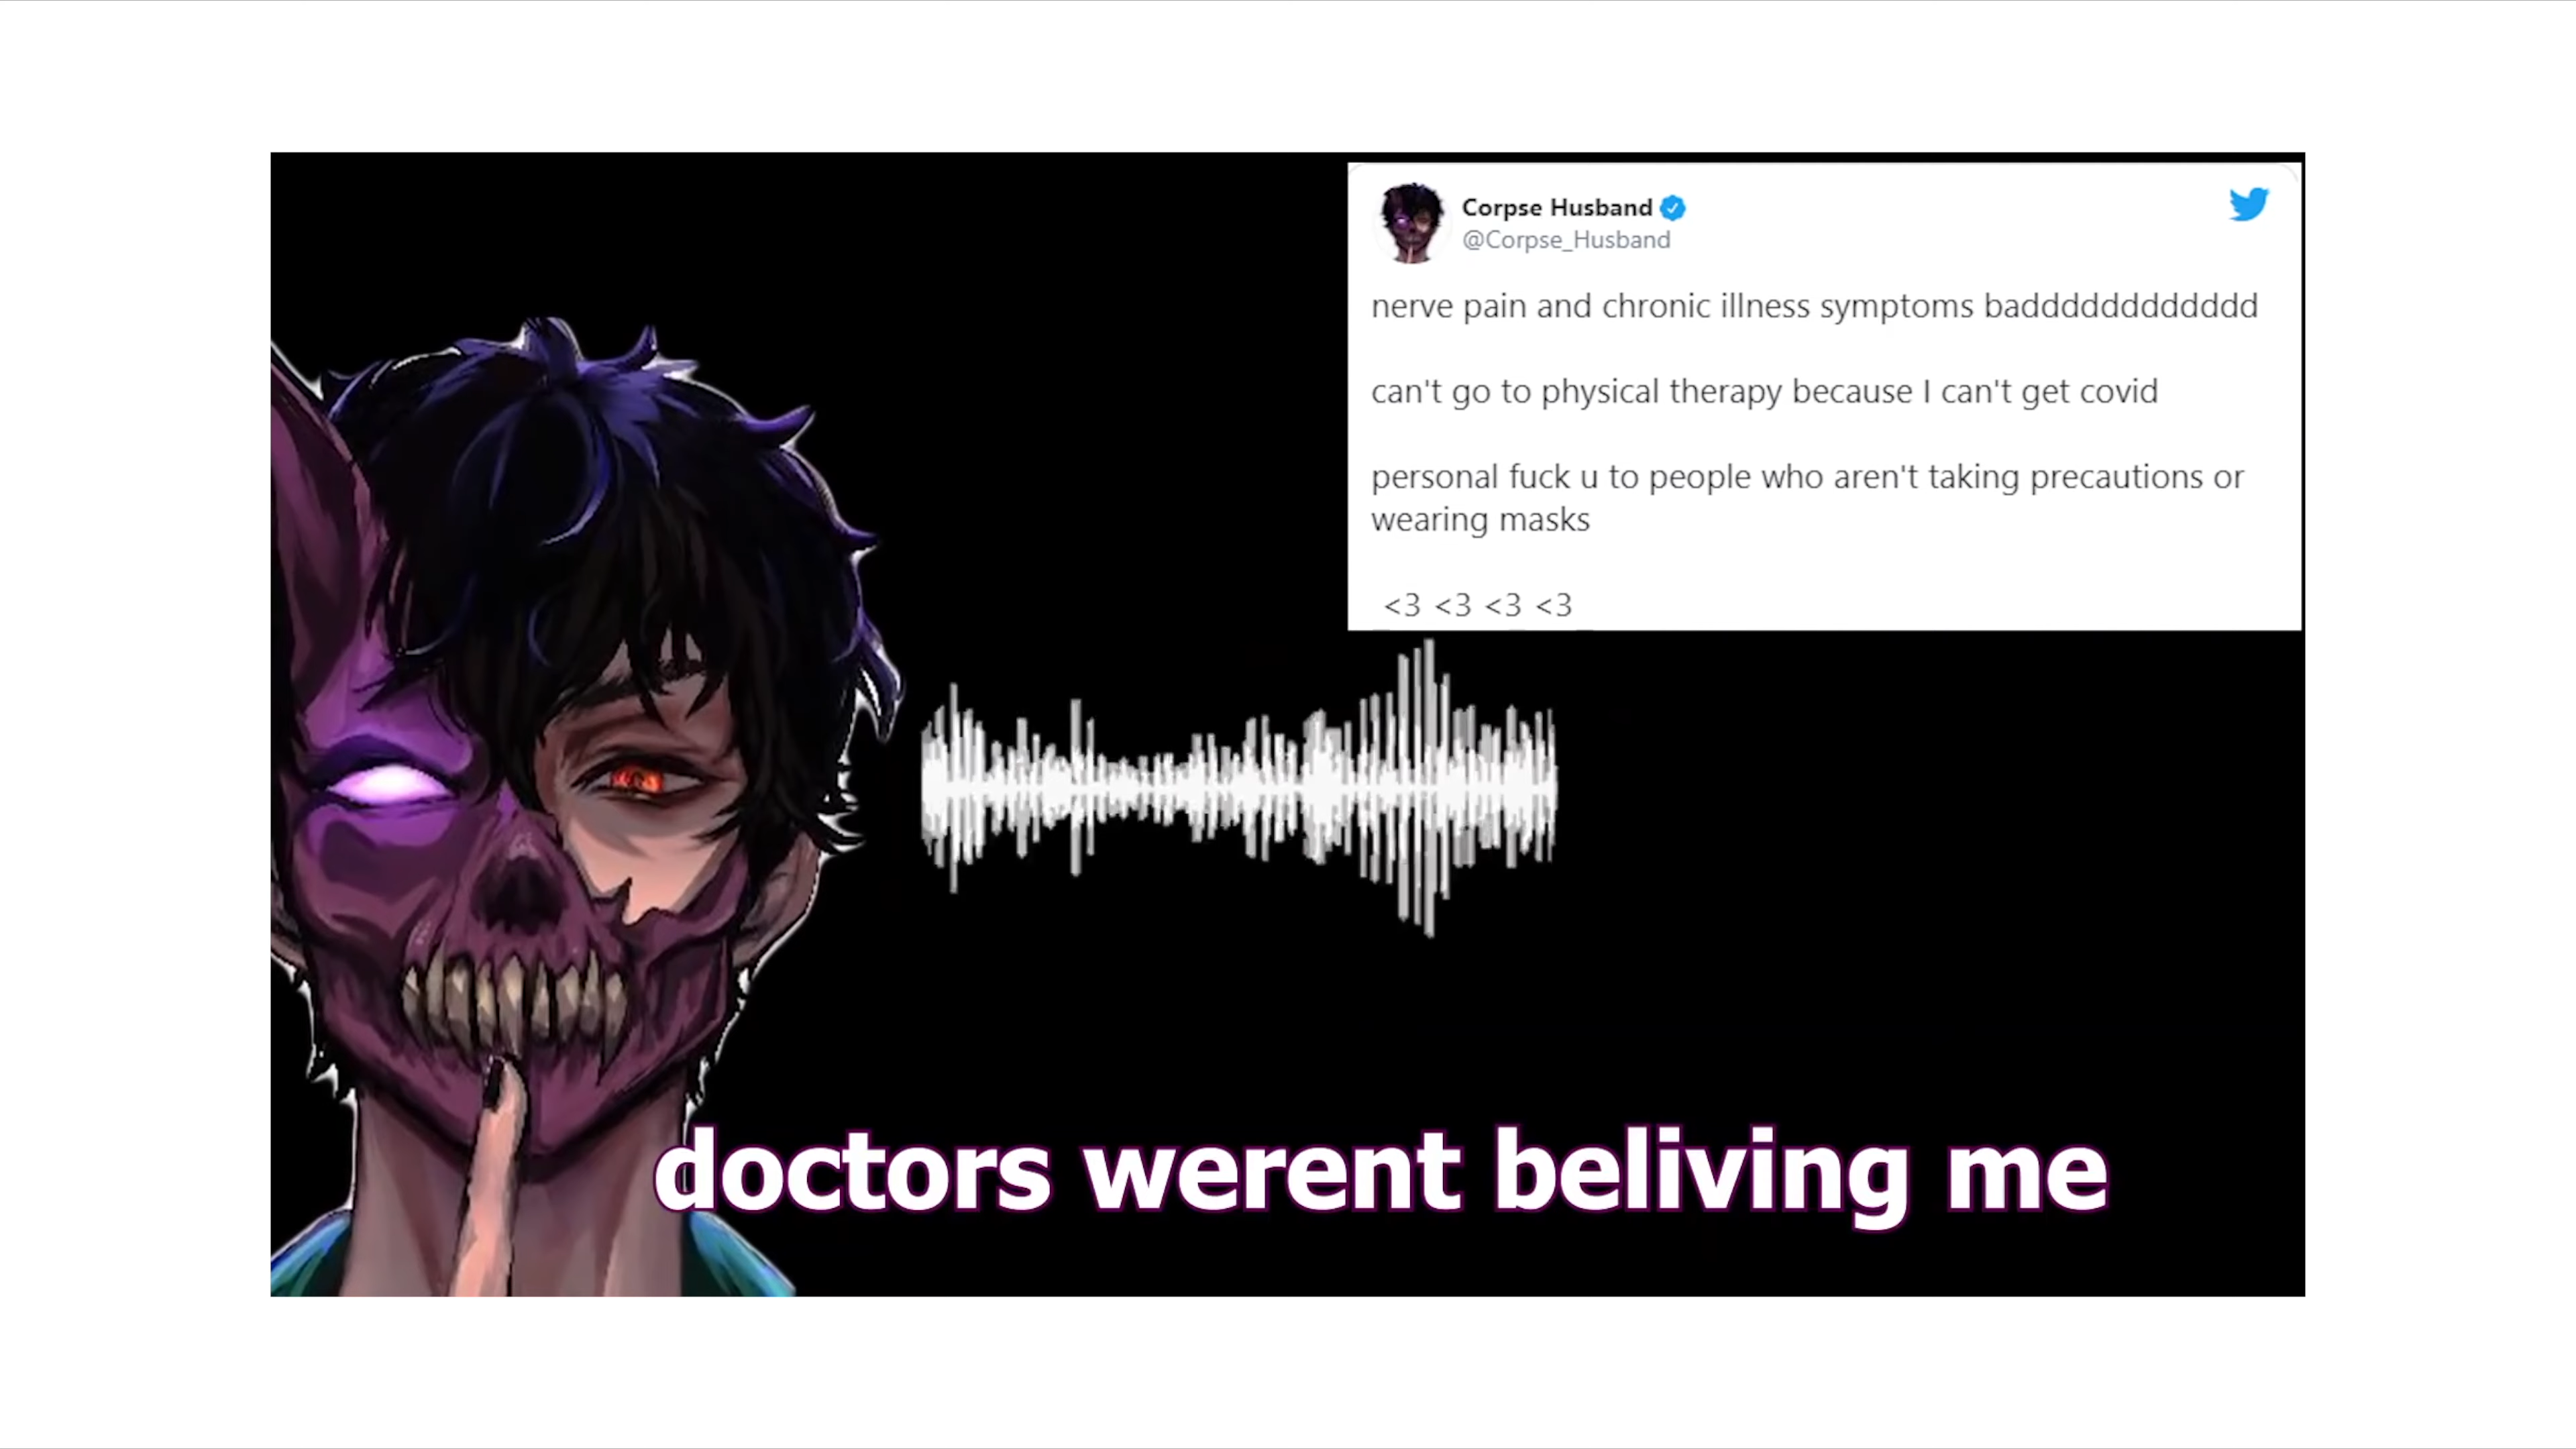 Corpse Husband
@Corpse_Husband
nerve pain and chronic illness symptoms badddddddddddd
can't go to physical therapy because I can't get covid
personal fuck u to people who aren't taking precautions or
wearing masks
<3 <3 <3 <3
doctors werent beliving me